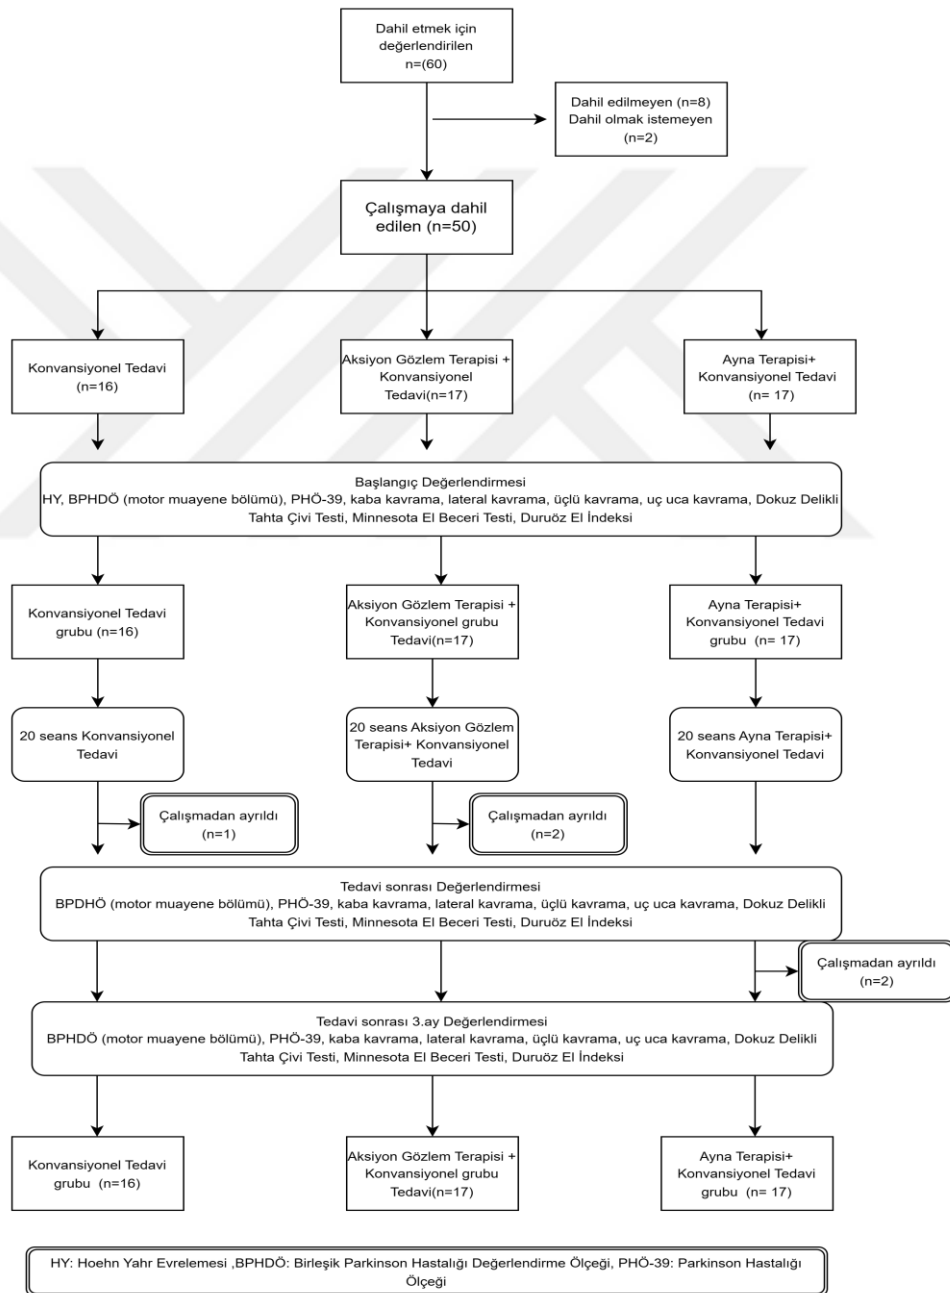 Dahil etmek için
değerlendirilen
n=(60)
Dahil edilmeyen (n=8)
Dahil olmak istemeyen
(n=2)
Çalışmaya dahil
edilen (n=50)
Konvansiyonel Tedavi
(n=16)
Aksiyon Gözlem Terapisi +
Konvansiyonel
Tedavi(n=17)
Ayna Terapisi+
Konvansiyonel Tedavi
(n= 17)
Başlangıç Değerlendirmesi
HY, BPHDÖ (motor muayene bölümü), PHÖ-39, kaba kavrama, lateral kavrama, üçlü kavrama, uç uca kavrama, Dokuz Delikli
Tahta Çivi Testi, Minnesota El Beceri Testi, Duruöz El İndeksi
Konvansiyonel Tedavi
grubu (n=16)
Aksiyon Gözlem Terapisi +
Konvansiyonel grubu
Tedavi(n=17)
Ayna Terapisi+
Konvansiyonel Tedavi
grubu (n= 17)
20 seans Konvansiyonel
Tedavi
20 seans Aksiyon Gözlem
Terapisi+ Konvansiyonel
Tedavi
20 seans Ayna Terapisi+
Konvansiyonel Tedavi
Çalışmadan ayrıldı
(n=1)
Çalışmadan ayrıldı
(n=2)
Tedavi sonrası Değerlendirmesi
BPDHÖ (motor muayene bölümü), PHÖ-39, kaba kavrama, lateral kavrama, üçlü kavrama, uç uca kavrama, Dokuz Delikli
Tahta Çivi Testi, Minnesota El Beceri Testi, Duruöz El İndeksi
Çalışmadan ayrıldı
(n=2)
Tedavi sonrası 3.ay Değerlendirmesi
BPHDÖ (motor muayene bölümü), PHÖ-39, kaba kavrama, lateral kavrama, üçlü kavrama, uç uca kavrama, Dokuz Delikli
Tahta Çivi Testi, Minnesota El Beceri Testi, Duruöz El İndeksi
Konvansiyonel Tedavi
grubu (n=16)
Aksiyon Gözlem Terapisi +
Konvansiyonel grubu
Tedavi(n=17)
Ayna Terapisi+
Konvansiyonel Tedavi
grubu (n= 17)
HY: Hoehn Yahr Evrelemesi ,BPHDÖ: Birleşik Parkinson Hastalığı Değerlendirme Ölçeği, PHÖ-39: Parkinson Hastalığı
Ölçeği